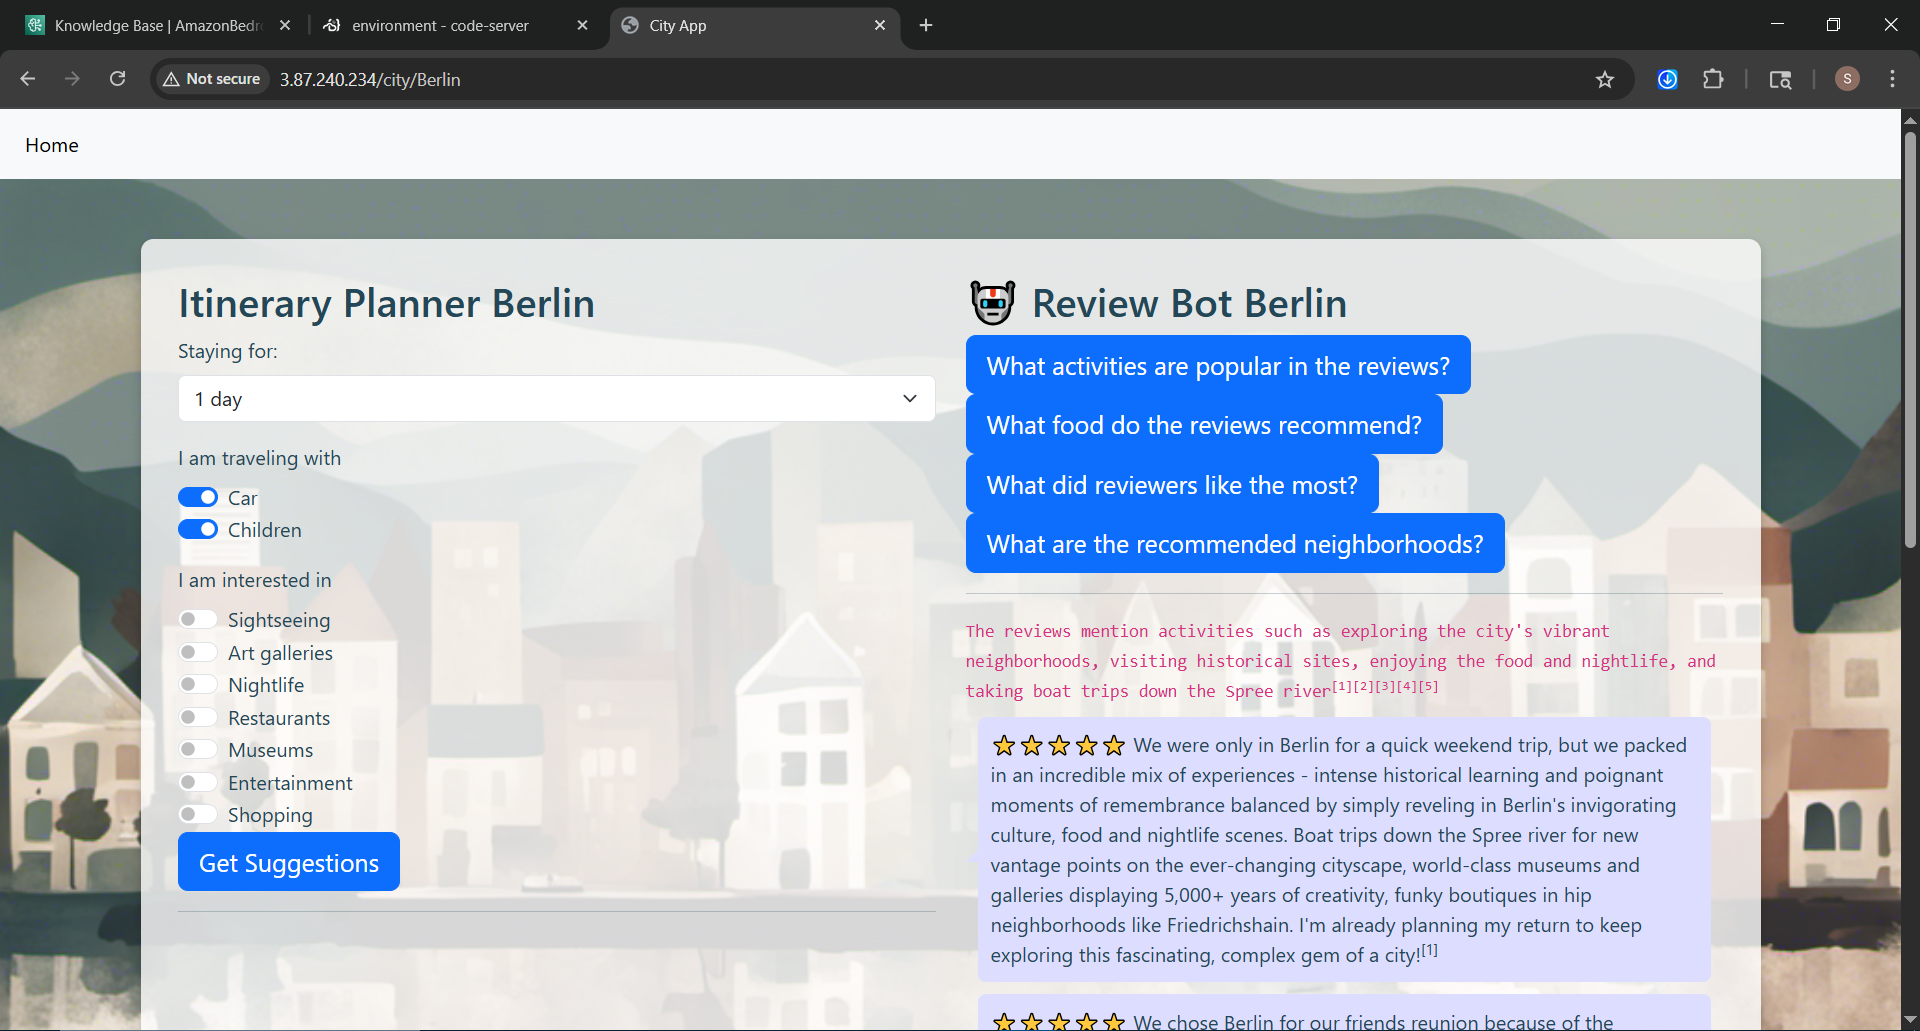 Knowledge Base | AmazonBedr
environment - code-server
City App
Not secure
3.87.240.234/city/Berlin
S
Home
Itinerary Planner Berlin
Staying for:
1 day
I am traveling with
Car
Children
I am interested in
Sightseeing
Art galleries
Nightlife
Restaurants
Museums
Entertainment
Shopping
Get Suggestions
Review Bot Berlin
What activities are popular in the reviews?
What food do the reviews recommend?
What did reviewers like the most?
What are the recommended neighborhoods?
The reviews mention activities such as exploring the city's vibrant
neighborhoods, visiting historical sites, enjoying the food and nightlife, and
taking boat trips down the Spree river[1][2][3][4][5]
We were only in Berlin for a quick weekend trip, but we packed
in an incredible mix of experiences - intense historical learning and poignant
moments of remembrance balanced by simply reveling in Berlin's invigorating
culture, food and nightlife scenes. Boat trips down the Spree river for new
vantage points on the ever-changing cityscape, world-class museums and
galleries displaying 5,000+ years of creativity, funky boutiques in hip
neighborhoods like Friedrichshain. I'm already planning my return to keep
exploring this fascinating, complex gem of a city![1]
We chose Berlin for our friends reunion because of the